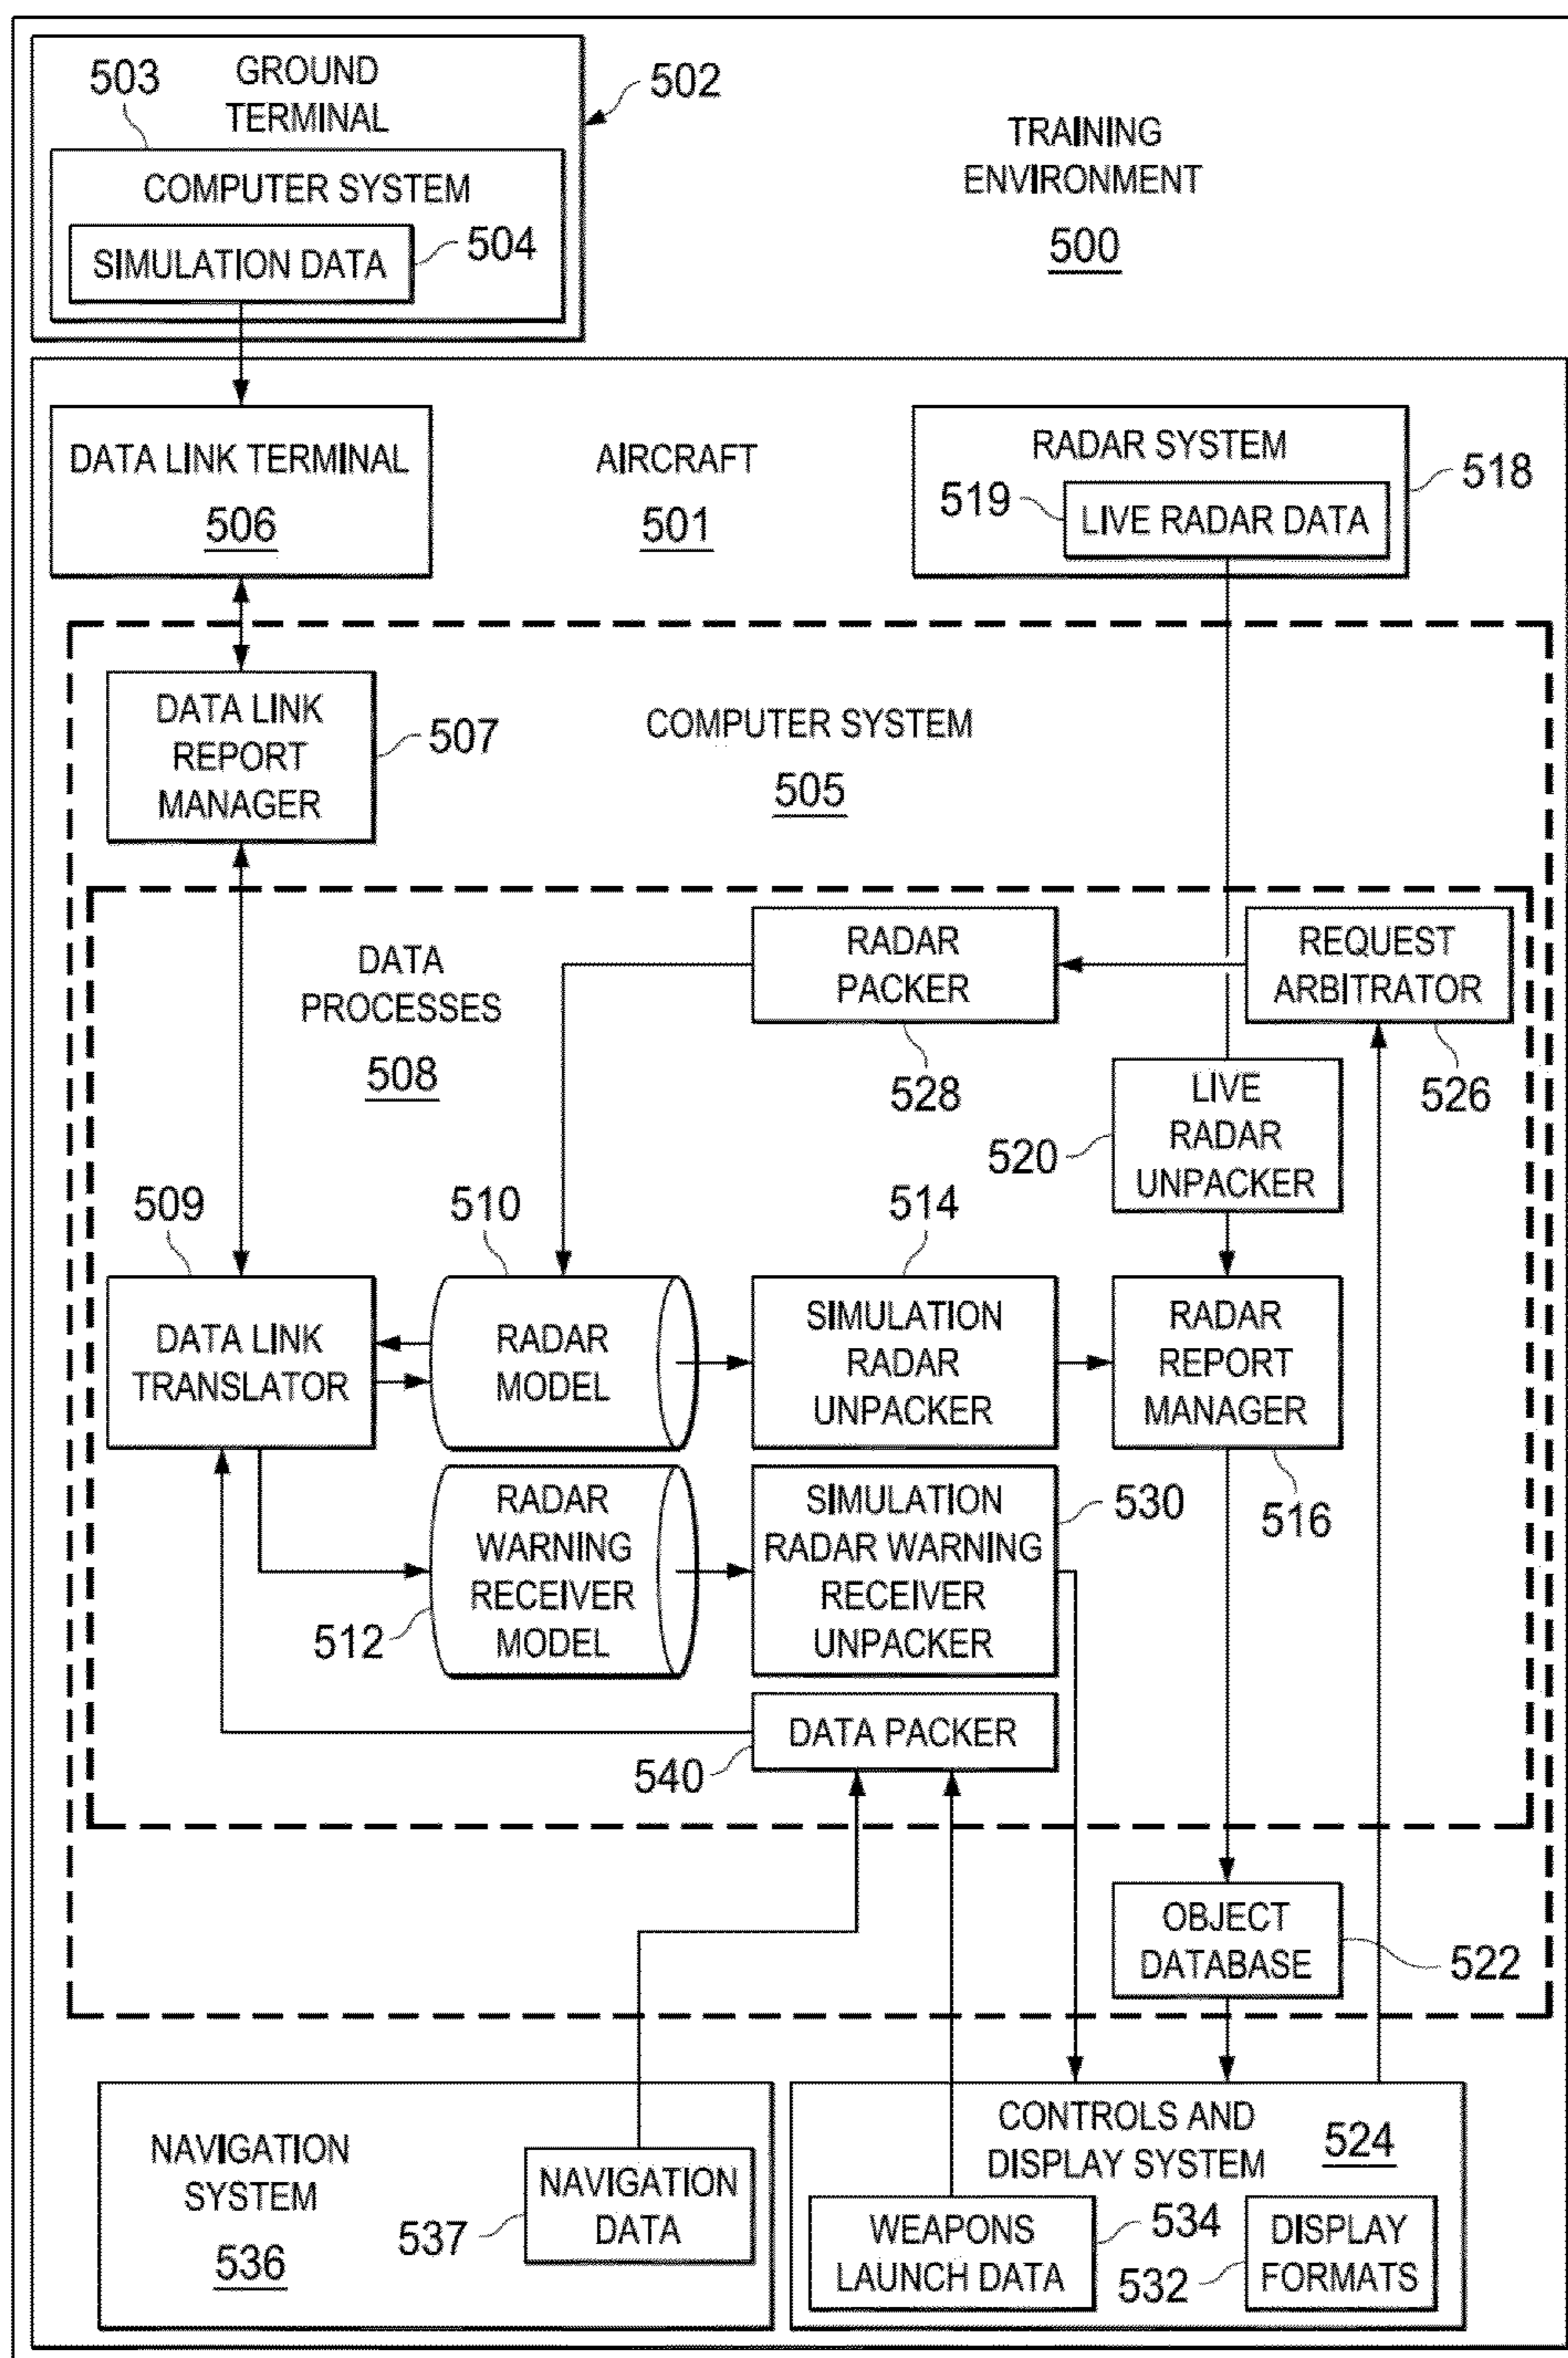 503
GROUND
TERMINAL
502
COMPUTER SYSTEM
SIMULATION DATA
504
TRAINING
ENVIRONMENT
500
DATA LINK TERMINAL
506
AIRCRAFT
501
RADAR SYSTEM
518
519
LIVE RADAR DATA
DATA LINK
REPORT
MANAGER
507
COMPUTER SYSTEM
505
DATA
PROCESSES
508
RADAR
PACKER
528
REQUEST
ARBITRATOR
526
LIVE
RADAR
UNPACKER
520
509
DATA LINK
TRANSLATOR
510
RADAR
MODEL
514
SIMULATION
RADAR
UNPACKER
RADAR
REPORT
MANAGER
516
RADAR
WARNING
RECEIVER
MODEL
512
SIMULATION
RADAR WARNING
RECEIVER
UNPACKER
530
DATA PACKER
540
OBJECT
DATABASE
522
NAVIGATION
SYSTEM
536
NAVIGATION
DATA
537
CONTROLS AND
DISPLAY SYSTEM
524
WEAPONS
LAUNCH DATA
534
532
DISPLAY
FORMATS